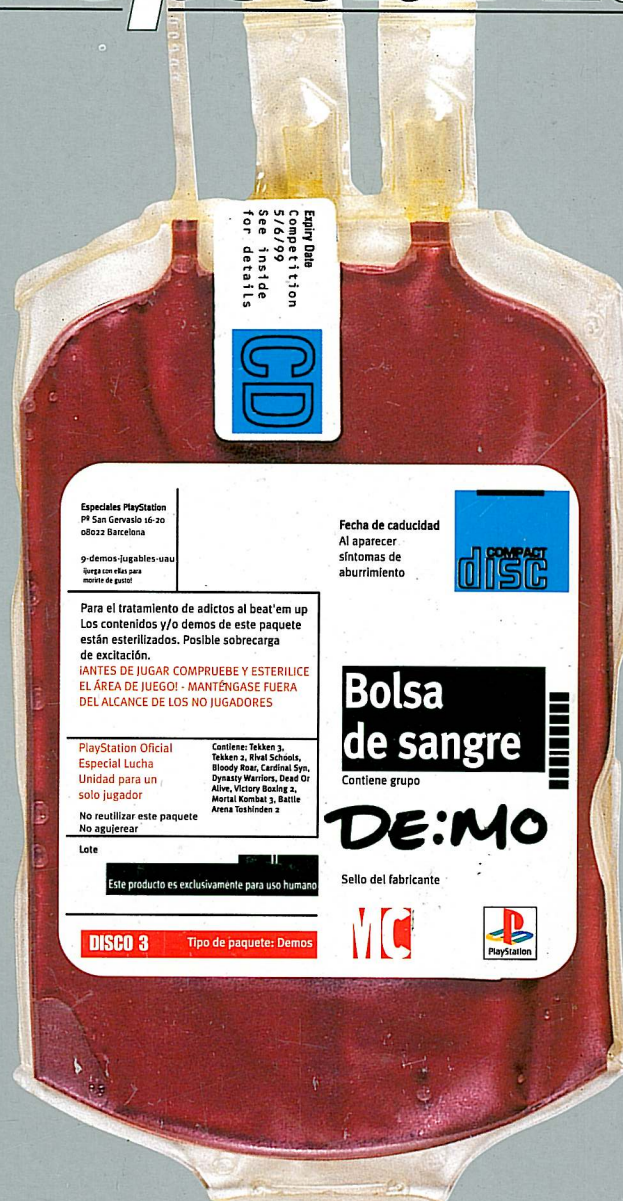 Expiry Date
Competition
5/6/99
See inside
for details
CD
Especiales PlayStation
Pº San Gervasio 16-20
08022 Barcelona
9-demos-jugables-uau
¡juega con ellas para
morirte de gusto!
Fecha de caducidad
Al aparecer
síntomas de
aburrimiento
COMPACT
disc
Para el tratamiento de adictos al beat'em up
Los contenidos y/o demos de este paquete
están esterilizados. Posible sobrecarga
de excitación.
¡ANTES DE JUGAR COMPRUEBE Y ESTERILICE
EL ÁREA DE JUEGO! - MANTÉNGASE FUERA
DEL ALCANCE DE LOS NO JUGADORES
Bolsa
de sangre
Contiene grupo
DE:MO
PlayStation Oficial
Especial Lucha
Unidad para un
solo jugador
No reutilizar este paquete
No agujerear
Contiene: Tekken 3,
Tekken 2, Rival Schools,
Bloody Roar, Cardinal Syn,
Dynasty Warriors, Dead Or
Alive, Victory Boxing 2,
Mortal Kombat 3, Battle
Arena Toshinden 2
Lote
Este producto es exclusivamente para uso humano
Sello del fabricante
DISCO 3
Tipo de paquete: Demos
MC
PlayStation